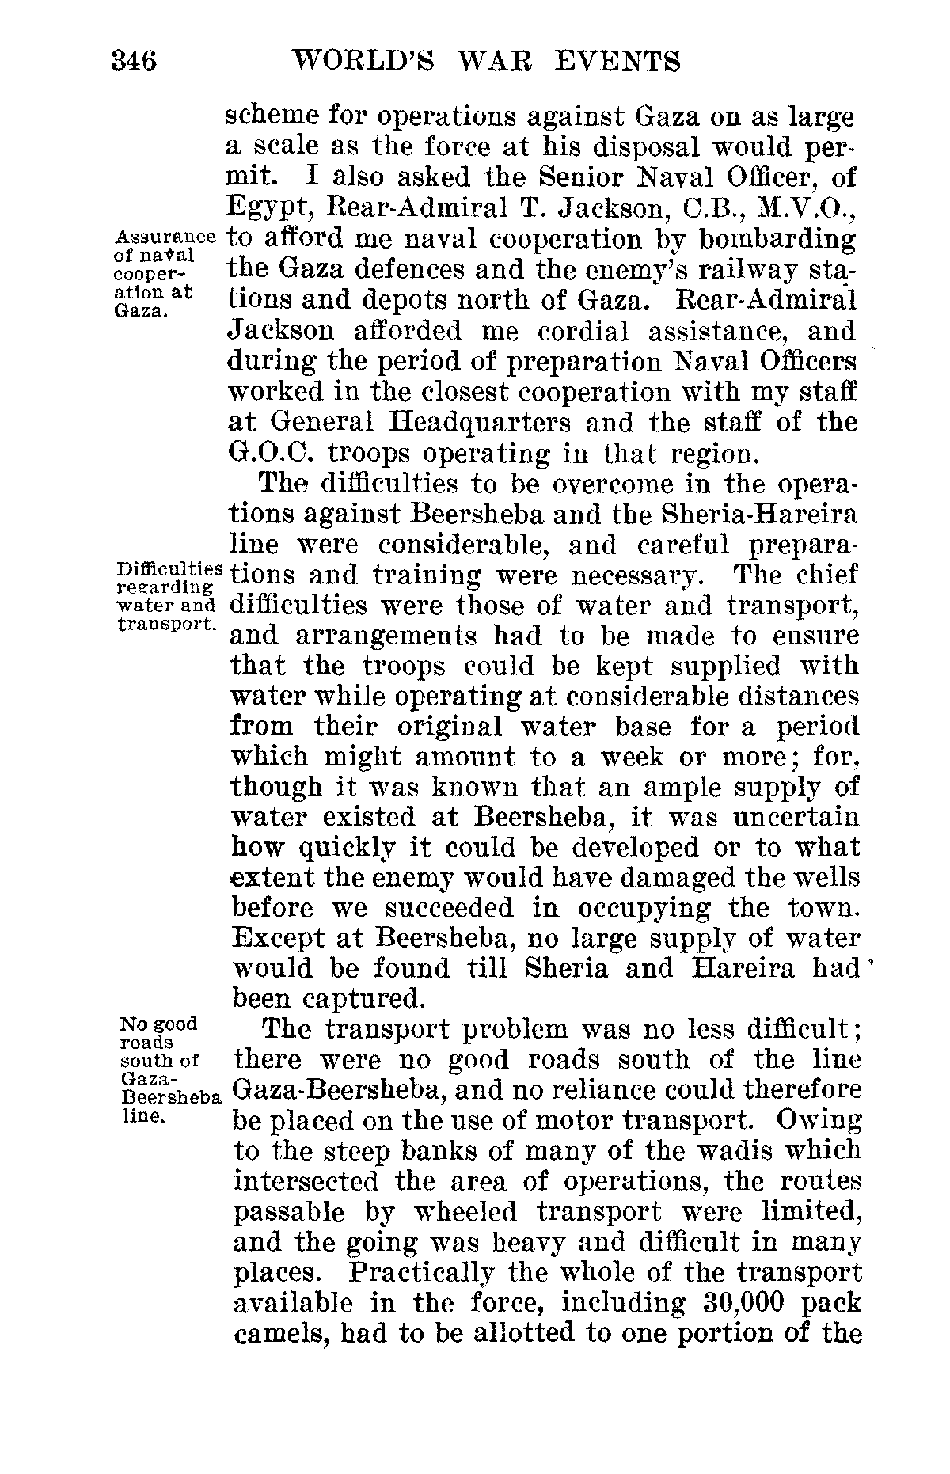 346 WORLD'S WAR EVENTS
scheme for operations against Gaza on as large
a scale as the force at his disposal would per-
mit. I also asked the Senior Naval Officer, of
Egypt, Rear-Admiral T. Jackson, C.B., M.V.O.,
Assurance
of naval
cooper-
ation at
Gaza.
to afford me naval cooperation by bombarding
the Gaza defences and the enemy's railway sta-
tions and depots north of Gaza. Rear-Admiral
Jackson afforded me cordial assistance, and
during the period of preparation Naval Officers
worked in the closest cooperation with my staff
at General Headquarters and the staff of the
G.O.C. troops operating in that region.
The difficulties to be overcome in the opera-
tions against Beersheba and the Sheria-Hareira
line were considerable, and careful prepara-
Difficulties
regarding
water and
transport.
tions and training were necessary. The chief
difficulties were those of water and transport,
and arrangements had to be made to ensure
that the troops could be kept supplied with
water while operating at considerable distances
from their original water base for a period
which might amount to a week or more; for,
though it was known that an ample supply of
water existed at Beersheba, it was uncertain
how quickly it could be developed or to what
extent the enemy would have damaged the wells
before we succeeded in occupying the town.
Except at Beersheba, no large supply of water
would be found till Sheria and Hareira had
been captured.
No good
roads
south of
Gaza-
Beersheba
line.
The transport problem was no less difficult;
there were no good roads south of the line
Gaza-Beersheba, and no reliance could therefore
be placed on the use of motor transport. Owing
to the steep banks of many of the wadis which
intersected the area of operations, the routes
passable by wheeled transport were limited,
and the going was heavy and difficult in many
places. Practically the whole of the transport
available in the force, including 30,000 pack
camels, had to be allotted to one portion of the